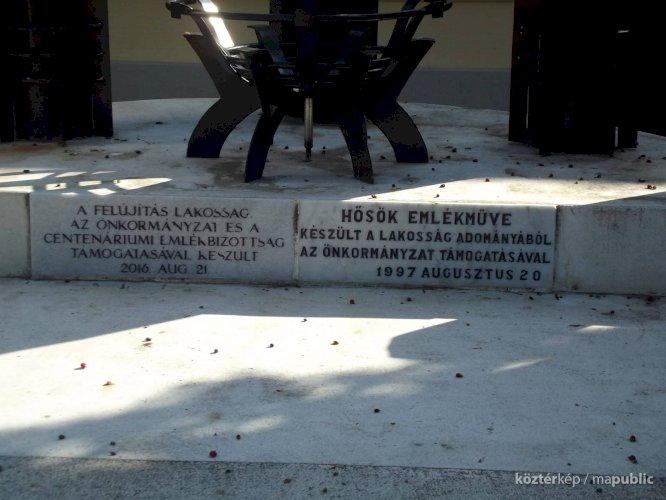 A FELÚJÍTÁS LAKOSSÁG,
AZ ÖNKORMÁNYZAT ÉS A
CENTENÁRIUMI EMLÉKBIZOTTSÁG
TÁMOGATÁSÁVAL KÉSZÜLT
2016. AUG. 21.
HŐSÖK EMLÉKMŰVE
KÉSZÜLT A LAKOSSÁG ADOMÁNYÁBÓL
AZ ÖNKORMÁNYZAT TÁMOGATÁSÁVAL
1997 AUGUSZTUS 20
köztérkép / mapublic